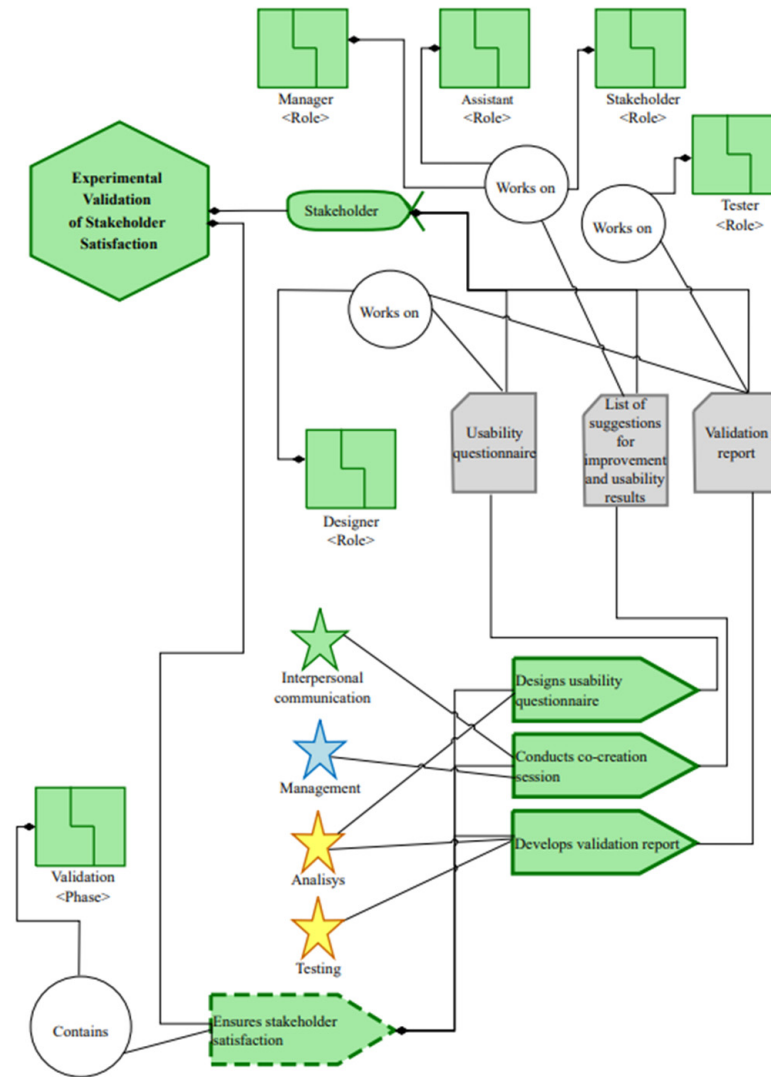 Manager
<Role>
Assistant
<Role>
Stakeholder
<Role>
Experimental
Validation
of Stakeholder
Satisfaction
Stakeholder
Works on
Works on
Tester
<Role>
Works on
Usability
questionnaire
List of
suggestions
for
improvement
and usability
results
Validation
report
Designer
<Role>
Interpersonal
communication
Designs usability
questionnaire
Management
Conducts co-creation
session
Analisys
Develops validation report
Validation
<Phase>
Testing
Contains
Ensures stakeholder
satisfaction